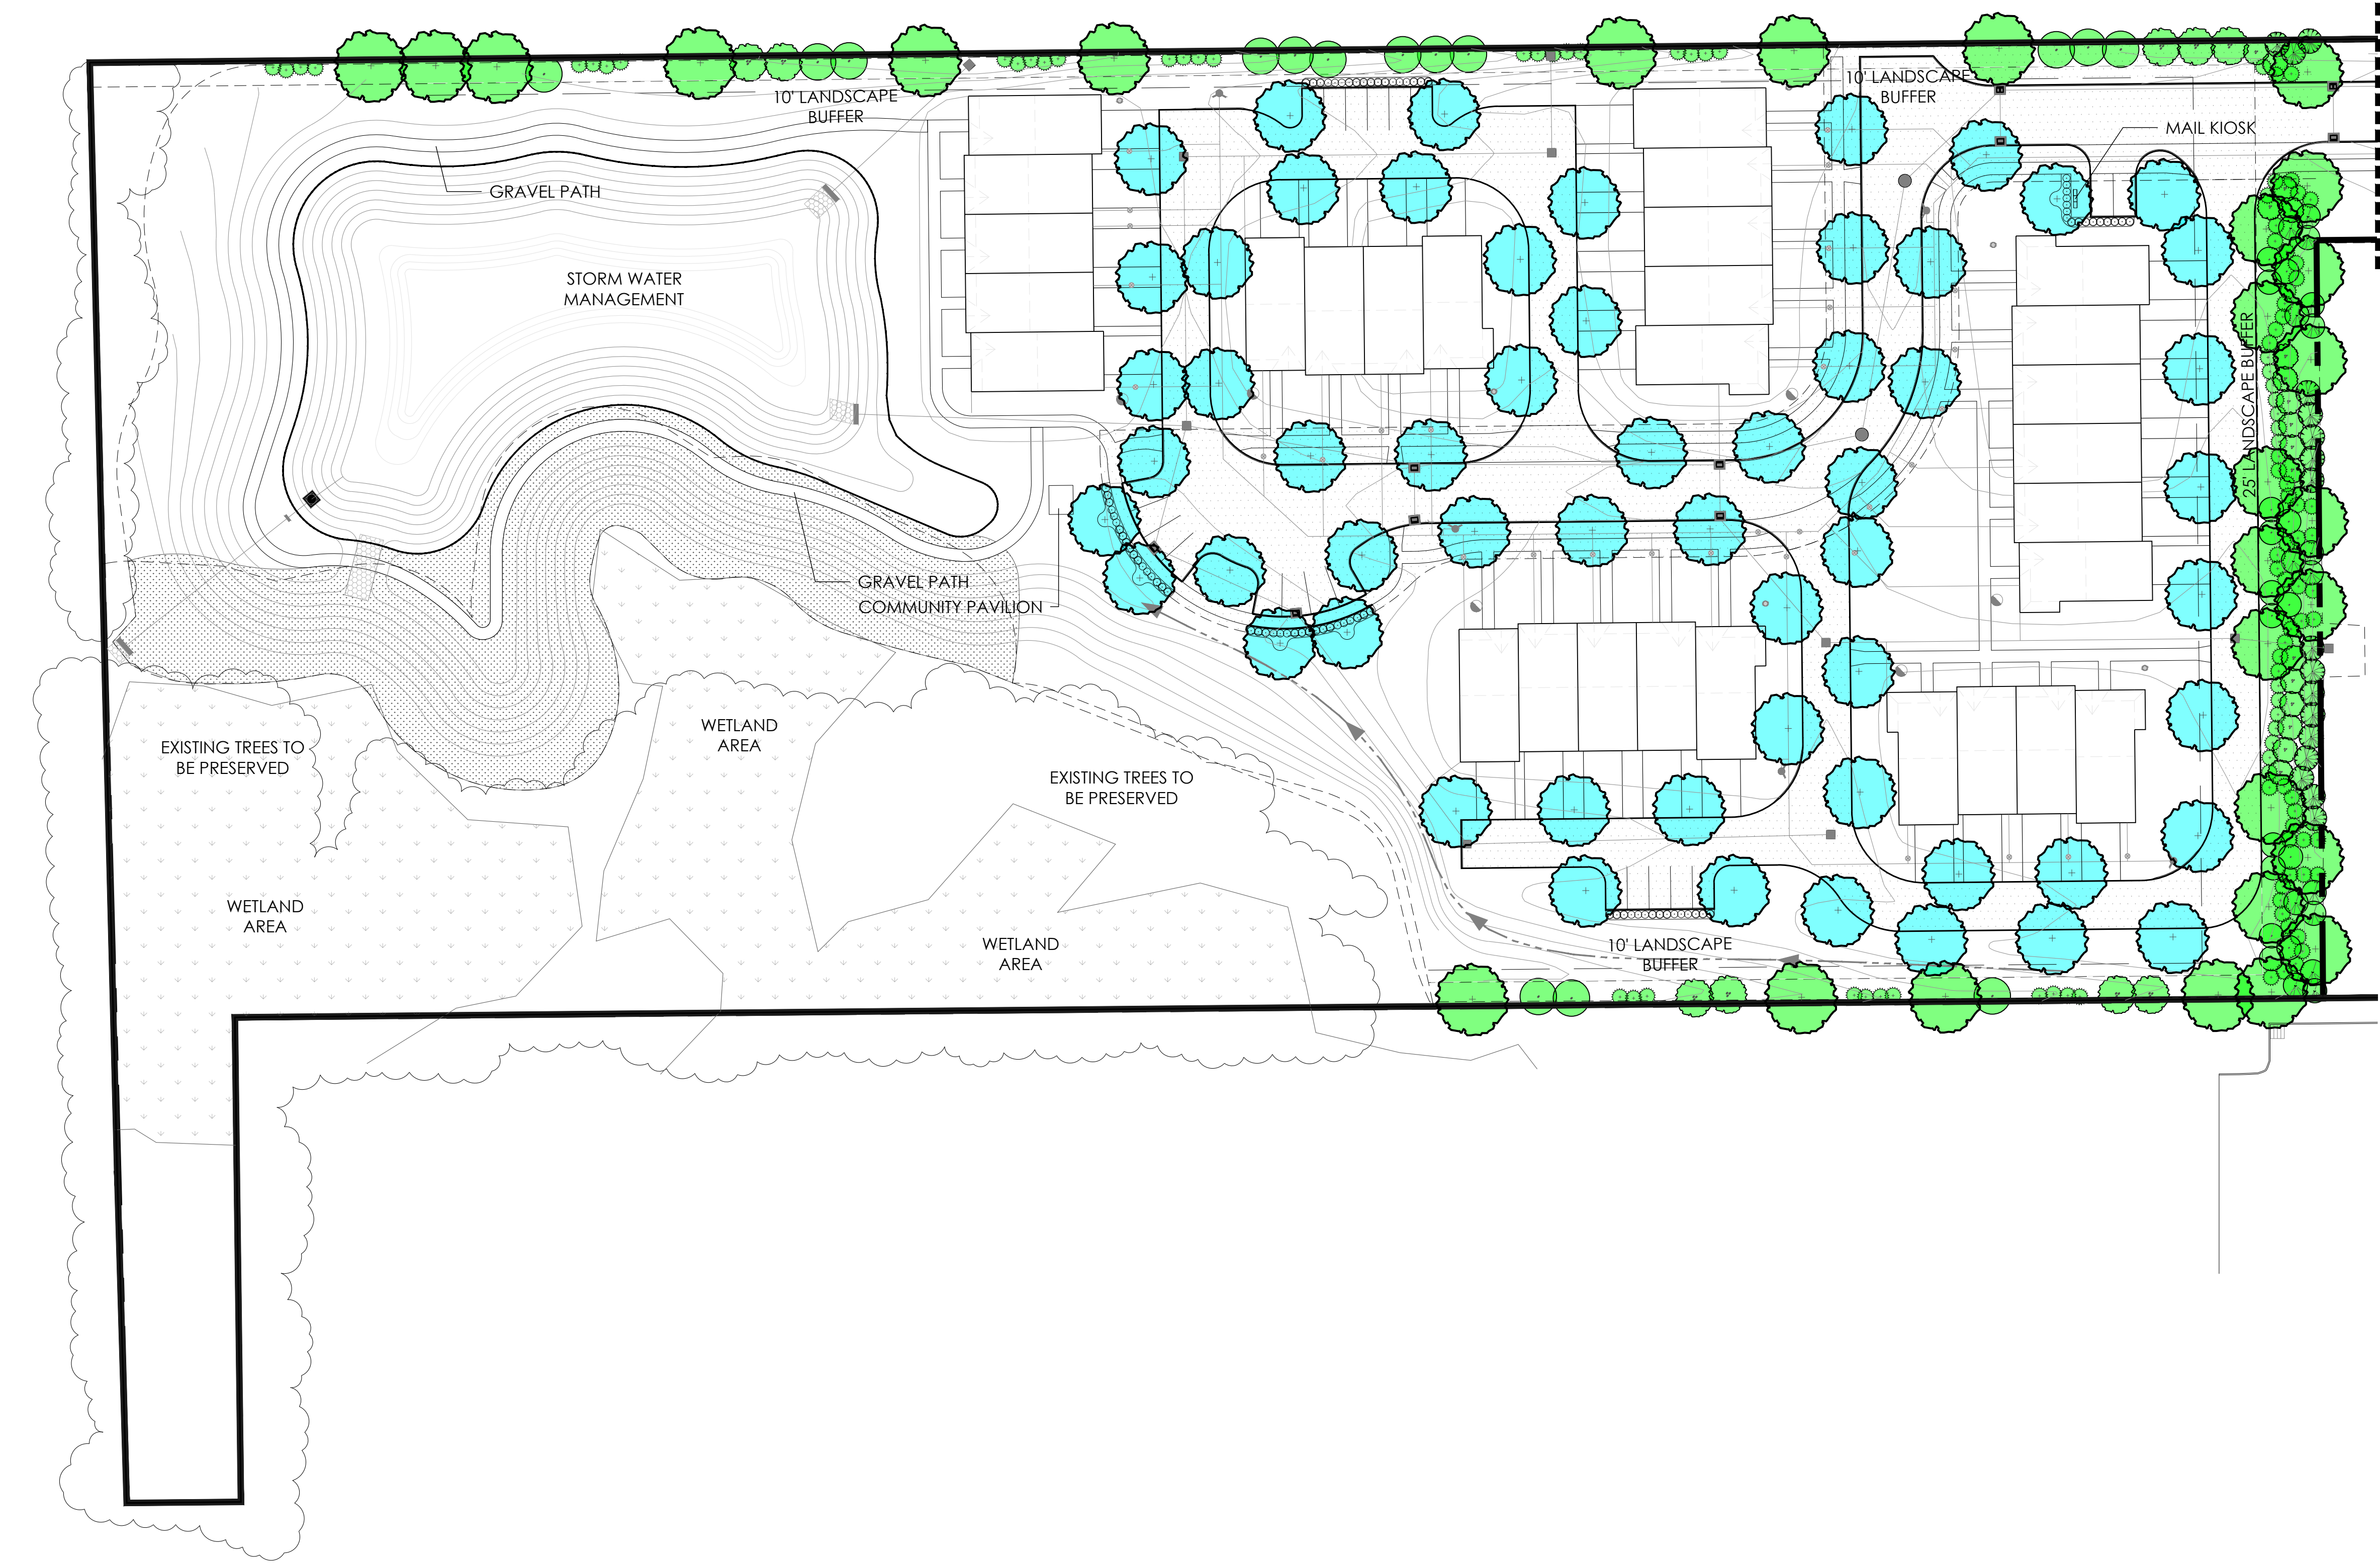 10' LANDSCAPE
BUFFER
10' LANDSCAPE
BUFFER
MAIL KIOSK
GRAVEL PATH
STORM WATER
MANAGEMENT
25' LANDSCAPE BUFFER
GRAVEL PATH
COMMUNITY PAVILION
WETLAND
AREA
EXISTING TREES TO
BE PRESERVED
EXISTING TREES TO
BE PRESERVED
WETLAND
AREA
WETLAND
AREA
10' LANDSCAPE
BUFFER